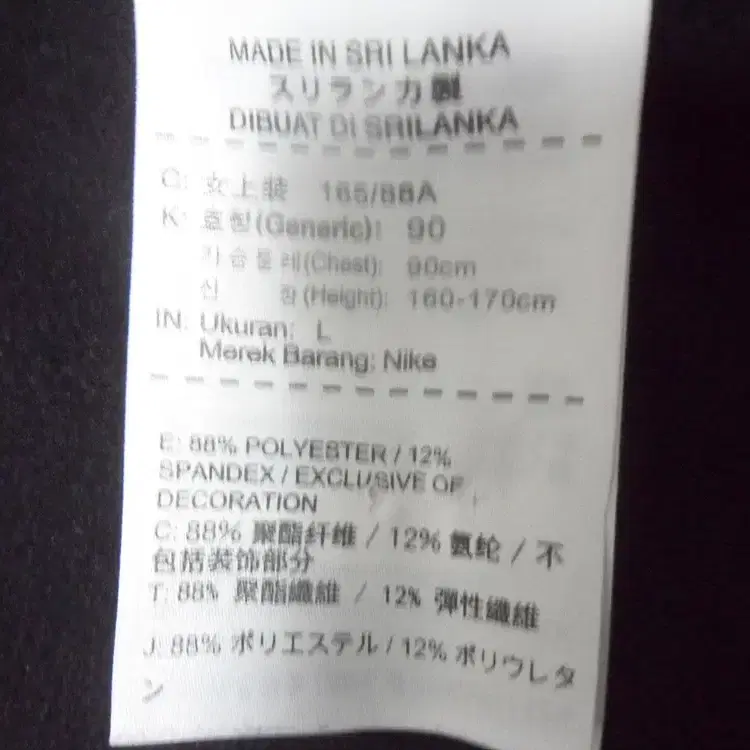 MADE IN SRI LANKA
スリランカ製
DIBUAT DI SRILANKA
C: 女上装 165/88A
K: 호칭(Generic): 90
가슴둘레(Chest): 90cm
신 장(Height): 160-170cm
IN: Ukuran: L
Merek Barang: Nike
E: 88% POLYESTER / 12%
SPANDEX / EXCLUSIVE OF
DECORATION
C: 88% 聚酯纤维 / 12% 氨纶 / 不
包括装饰部分
T: 88% 聚酯纖維 / 12% 彈性纖維
J: 88% ポリエステル / 12% ポリウレタ
ン